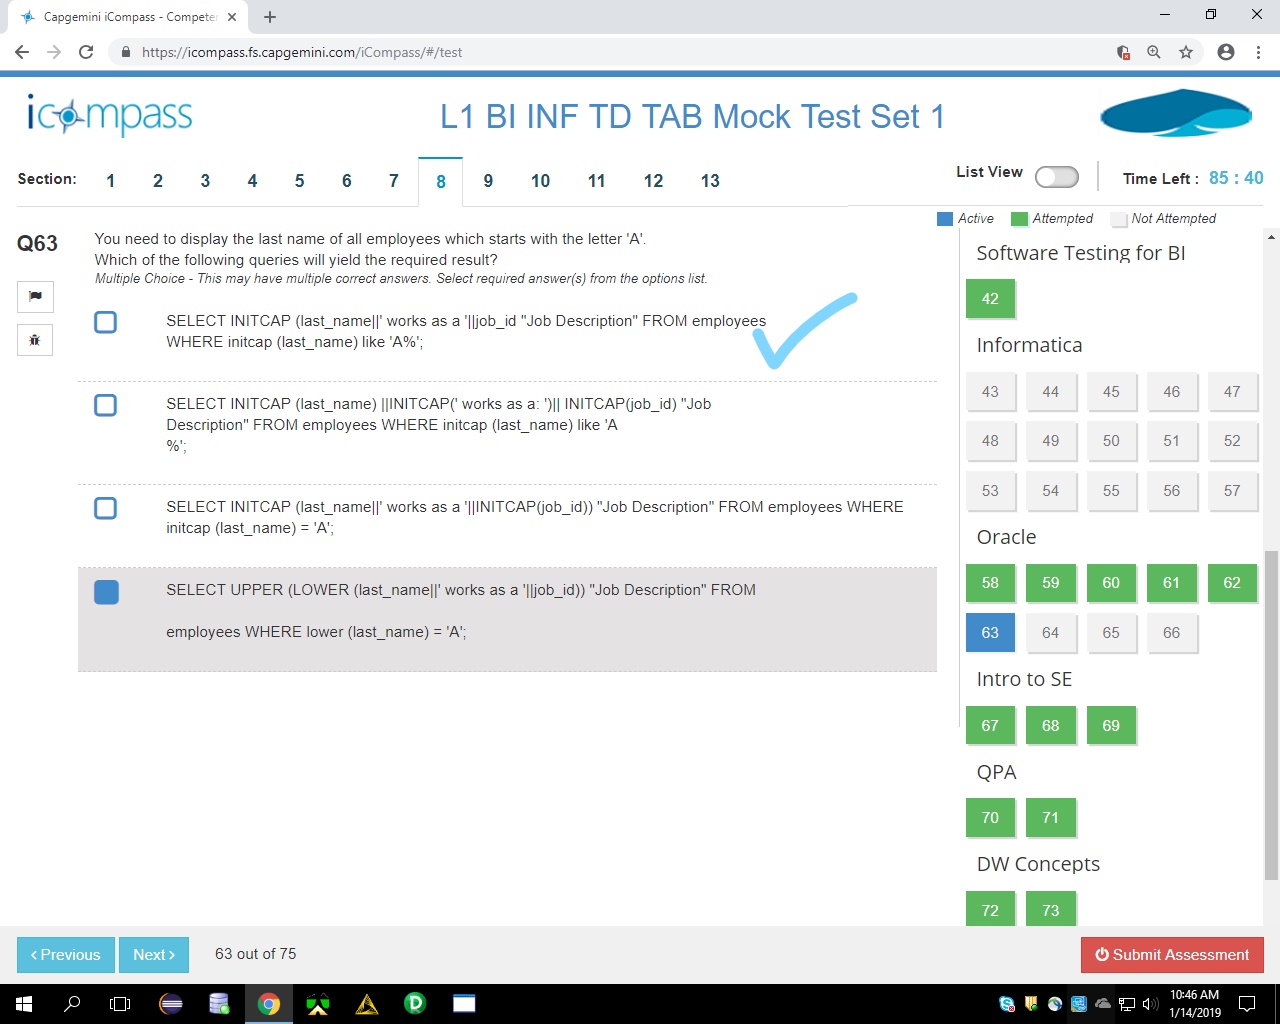 Capgemini iCompass - Competer
https://icompass.fs.capgemini.com/iCompass/#/test
icompass
L1 BI INF TD TAB Mock Test Set 1
Section: 1 2 3 4 5 6 7 8 9 10 11 12 13
List View
Time Left : 85 : 40
Active Attempted Not Attempted
Q63
You need to display the last name of all employees which starts with the letter 'A'.
Which of the following queries will yield the required result?
Multiple Choice - This may have multiple correct answers. Select required answer(s) from the options list.
SELECT INITCAP (last_name||' works as a '||job_id "Job Description" FROM employees
WHERE initcap (last_name) like 'A%';
SELECT INITCAP (last_name) ||INITCAP(' works as a: ')|| INITCAP(job_id) "Job
Description" FROM employees WHERE initcap (last_name) like 'A
%';
SELECT INITCAP (last_name||' works as a '||INITCAP(job_id)) "Job Description" FROM employees WHERE
initcap (last_name) = 'A';
SELECT UPPER (LOWER (last_name||' works as a '||job_id)) "Job Description" FROM
employees WHERE lower (last_name) = 'A';
Software Testing for BI
42
Informatica
43 44 45 46 47
48 49 50 51 52
53 54 55 56 57
Oracle
58 59 60 61 62
63 64 65 66
Intro to SE
67 68 69
QPA
70 71
DW Concepts
72 73
Previous
Next
63 out of 75
Submit Assessment
10:46 AM
1/14/2019